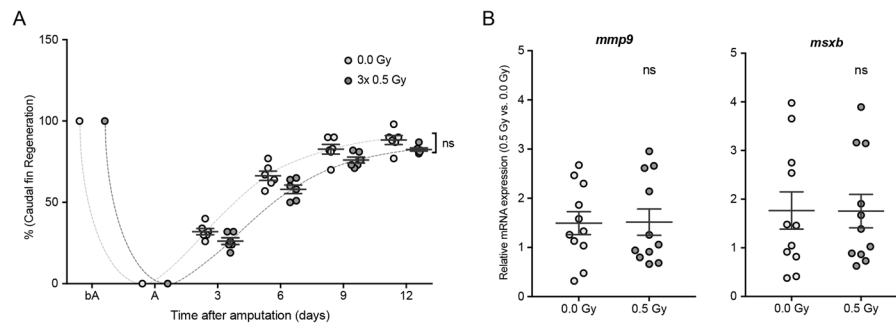 A
150
100
50
0
% (Caudal fin Regeneration)
0.0 Gy
3x 0.5 Gy
ns
bA
A
3
6
9
12
Time after amputation (days)
B
mmp9
ns
5
4
3
2
1
0
Relative mRNA expression (0.5 Gy vs. 0.0 Gy)
0.0 Gy
0.5 Gy
msxb
ns
5
4
3
2
1
0
0.0 Gy
0.5 Gy